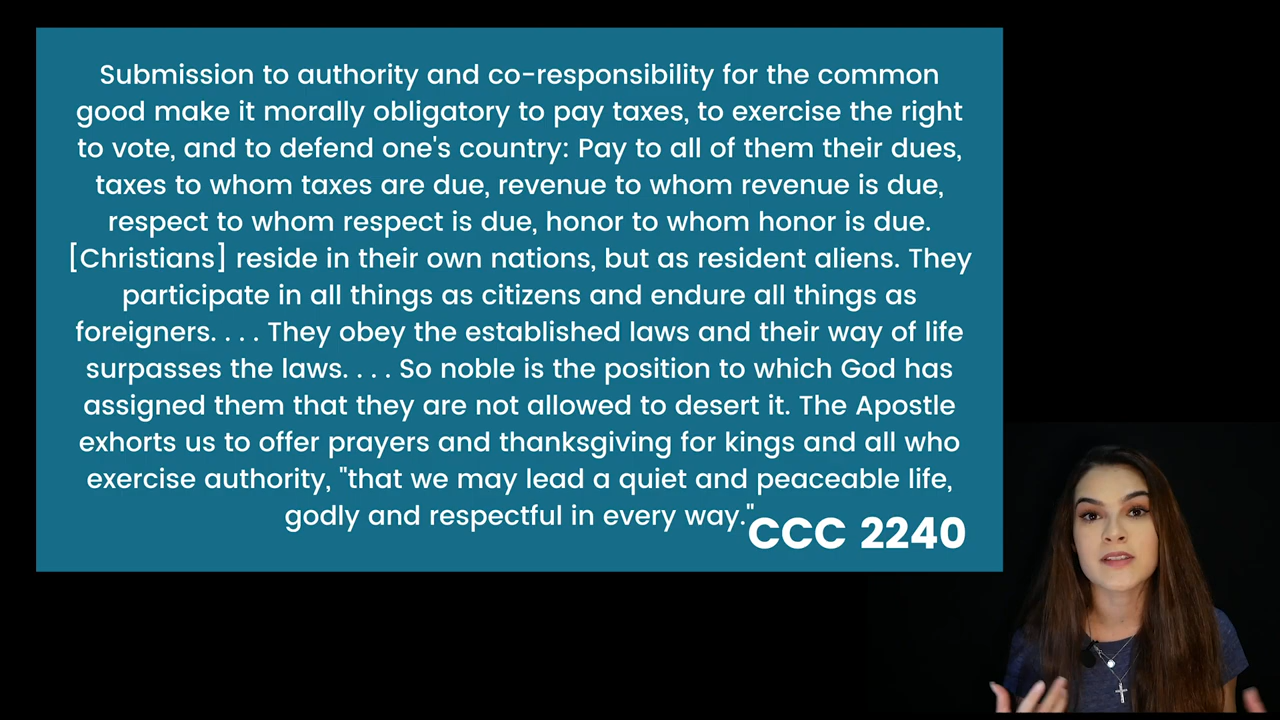 Submission to authority and co-responsibility for the common
good make it morally obligatory to pay taxes, to exercise the right
to vote, and to defend one's country: Pay to all of them their dues,
taxes to whom taxes are due, revenue to whom revenue is due,
respect to whom respect is due, honor to whom honor is due.
[Christians] reside in their own nations, but as resident aliens. They
participate in all things as citizens and endure all things as
foreigners. . . . They obey the established laws and their way of life
surpasses the laws. . . . So noble is the position to which God has
assigned them that they are not allowed to desert it. The Apostle
exhorts us to offer prayers and thanksgiving for kings and all who
exercise authority, "that we may lead a quiet and peaceable life,
godly and respectful in every way."
CCC 2240